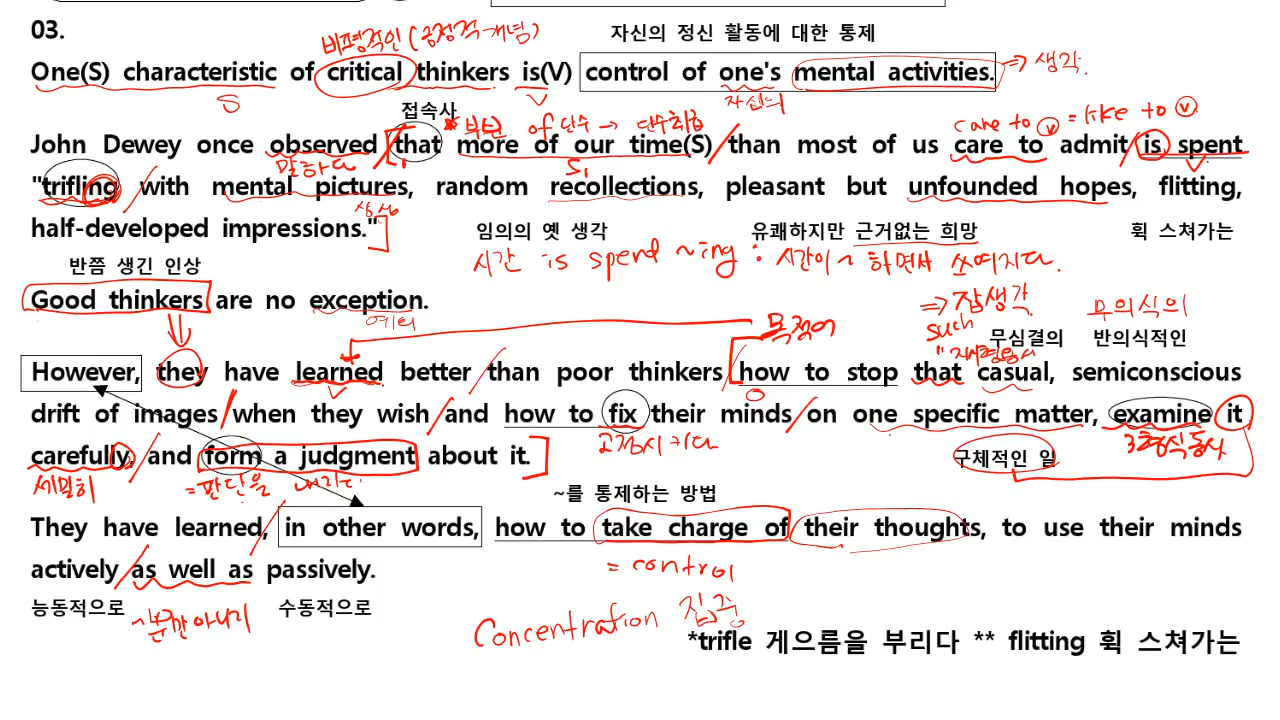 03.
비평적인 (긍정적 개념)
자신의 정신 활동에 대한 통제
One(S) characteristic of critical thinkers is(V) control of one's mental activities.
⇒ 생각
S
V
자신의
접속사
* 부분 of 단수 → 단수취급
care to ⓥ = like to ⓥ
John Dewey once observed that more of our time(S) than most of us care to admit is spent
말하다
S₁
V
"trifling with mental pictures, random recollections, pleasant but unfounded hopes, flitting,
상상
half-developed impressions."
임의의 옛 생각
유쾌하지만 근거없는 희망
휙 스쳐가는
반쯤 생긴 인상
시간 is spend ~ing : 시간이 ~ 하면서 쓰여지다.
Good thinkers are no exception.
예외
⇒ 잡생각
무의식의
목적어
such
무심결의
반의식적인
However, they have learned better than poor thinkers how to stop that casual, semiconscious
V
O
drift of images when they wish and how to fix their minds on one specific matter, examine it
고정시키다
3형식동사
carefully, and form a judgment about it.
구체적인 일
세밀히
=판단을 내리다
~를 통제하는 방법
They have learned, in other words, how to take charge of their thoughts, to use their minds
= control
actively as well as passively.
능동적으로
~뿐만 아니라
수동적으로
Concentration 집중
*trifle 게으름을 부리다 ** flitting 휙 스쳐가는